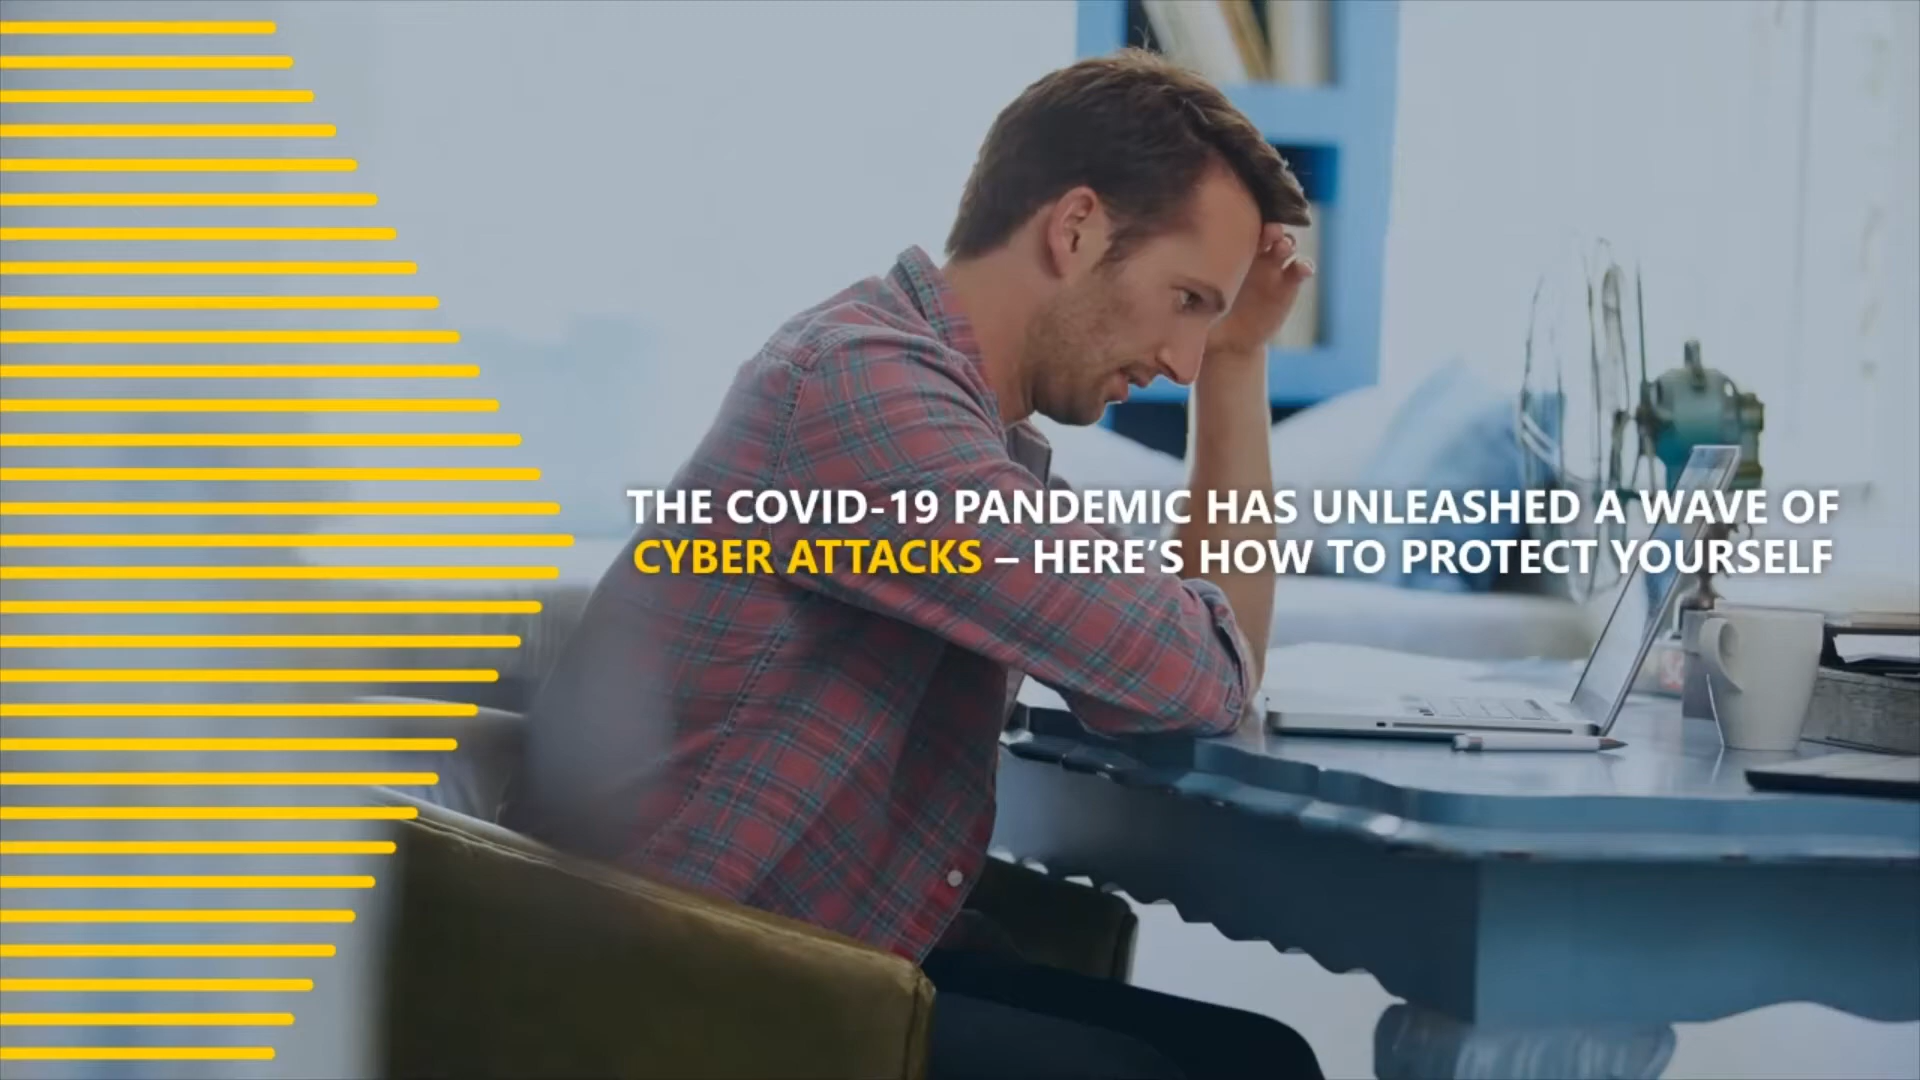 THE COVID-19 PANDEMIC HAS UNLEASHED A WAVE OF
CYBER ATTACKS – HERE’S HOW TO PROTECT YOURSELF